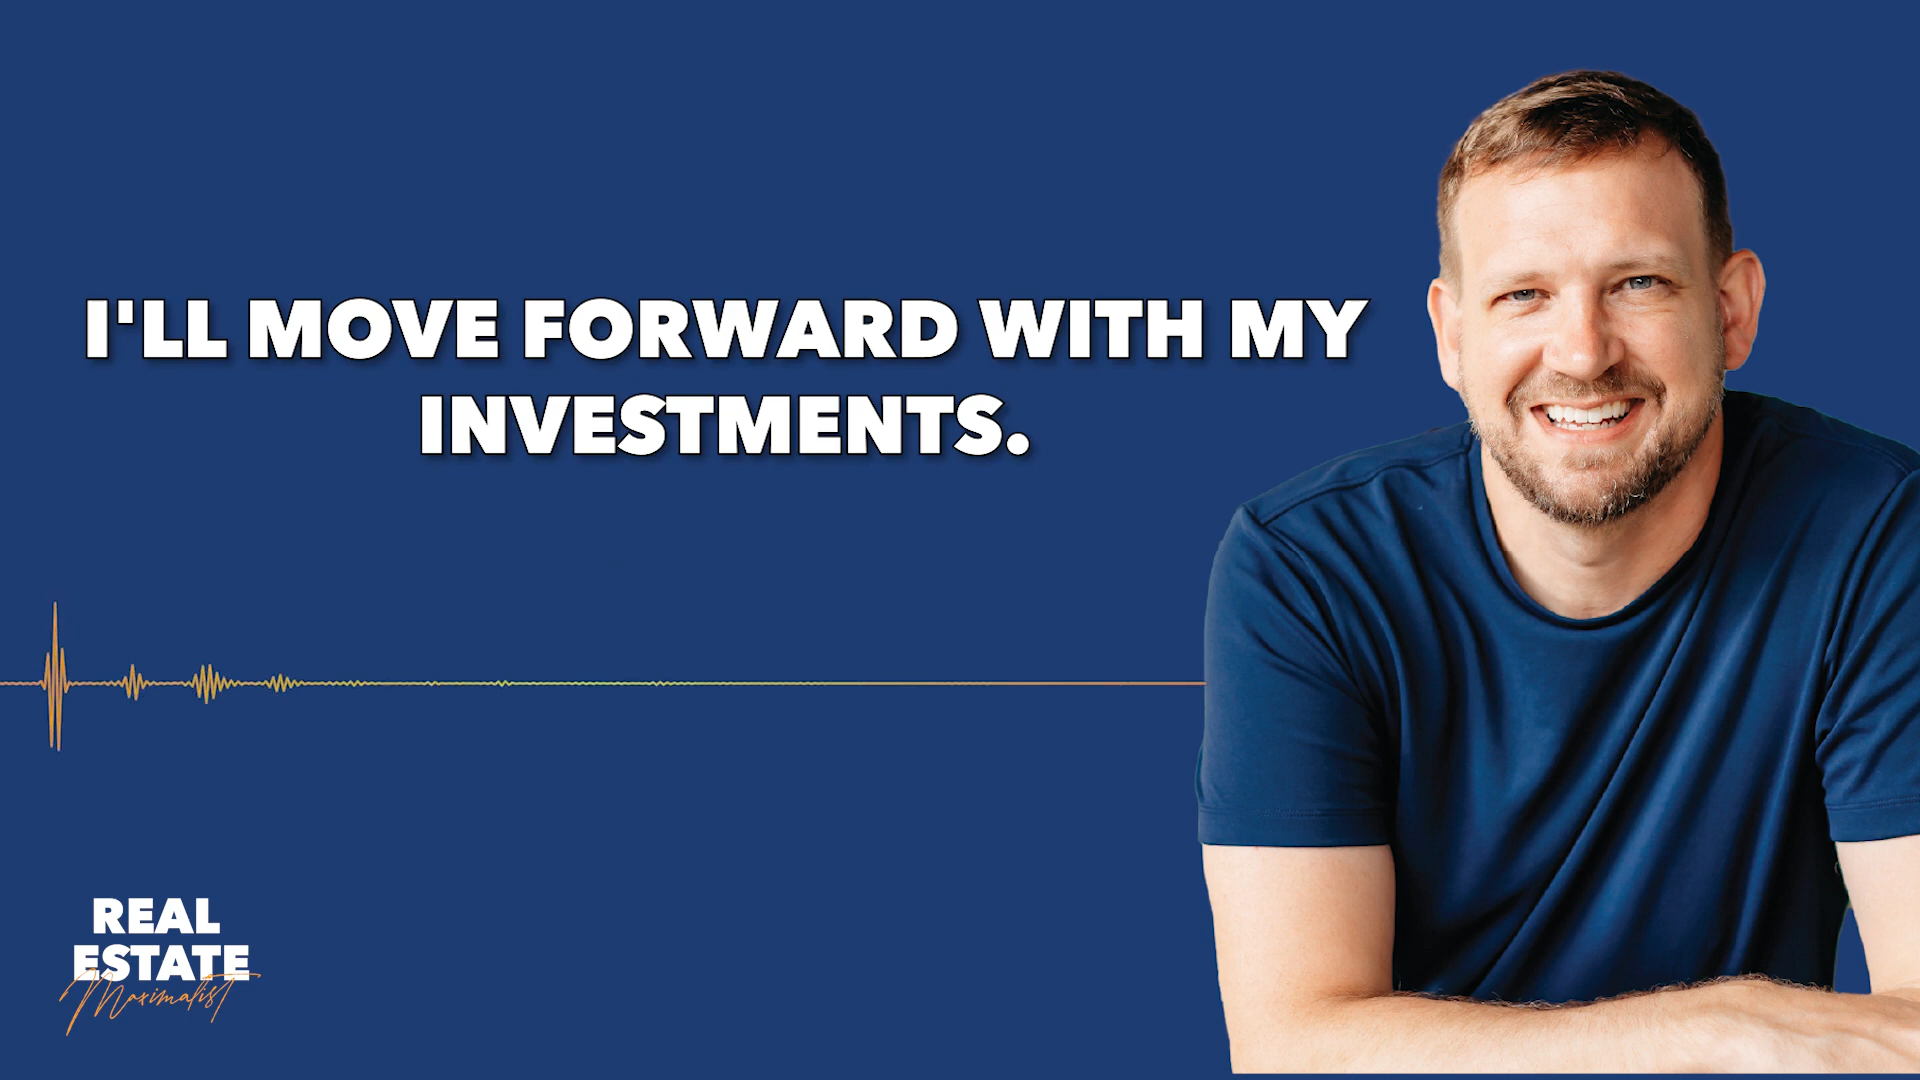 I'LL MOVE FORWARD WITH MY
INVESTMENTS.
REAL
ESTATE
Maximalist